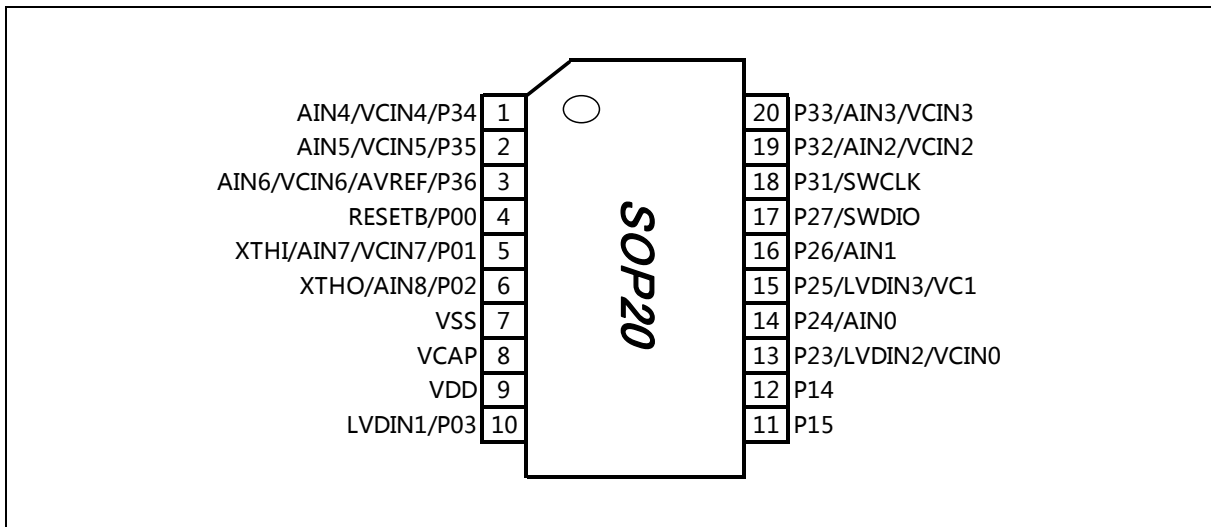 AIN4/VCIN4/P34 1 20 P33/AIN3/VCIN3
AIN5/VCIN5/P35 2 19 P32/AIN2/VCIN2
AIN6/VCIN6/AVREF/P36 3 18 P31/SWCLK
RESETB/P00 4 17 P27/SWDIO
XTHI/AIN7/VCIN7/P01 5 16 P26/AIN1
XTHO/AIN8/P02 6 15 P25/LVDIN3/VC1
VSS 7 14 P24/AIN0
VCAP 8 13 P23/LVDIN2/VCIN0
VDD 9 12 P14
LVDIN1/P03 10 11 P15
SOP20